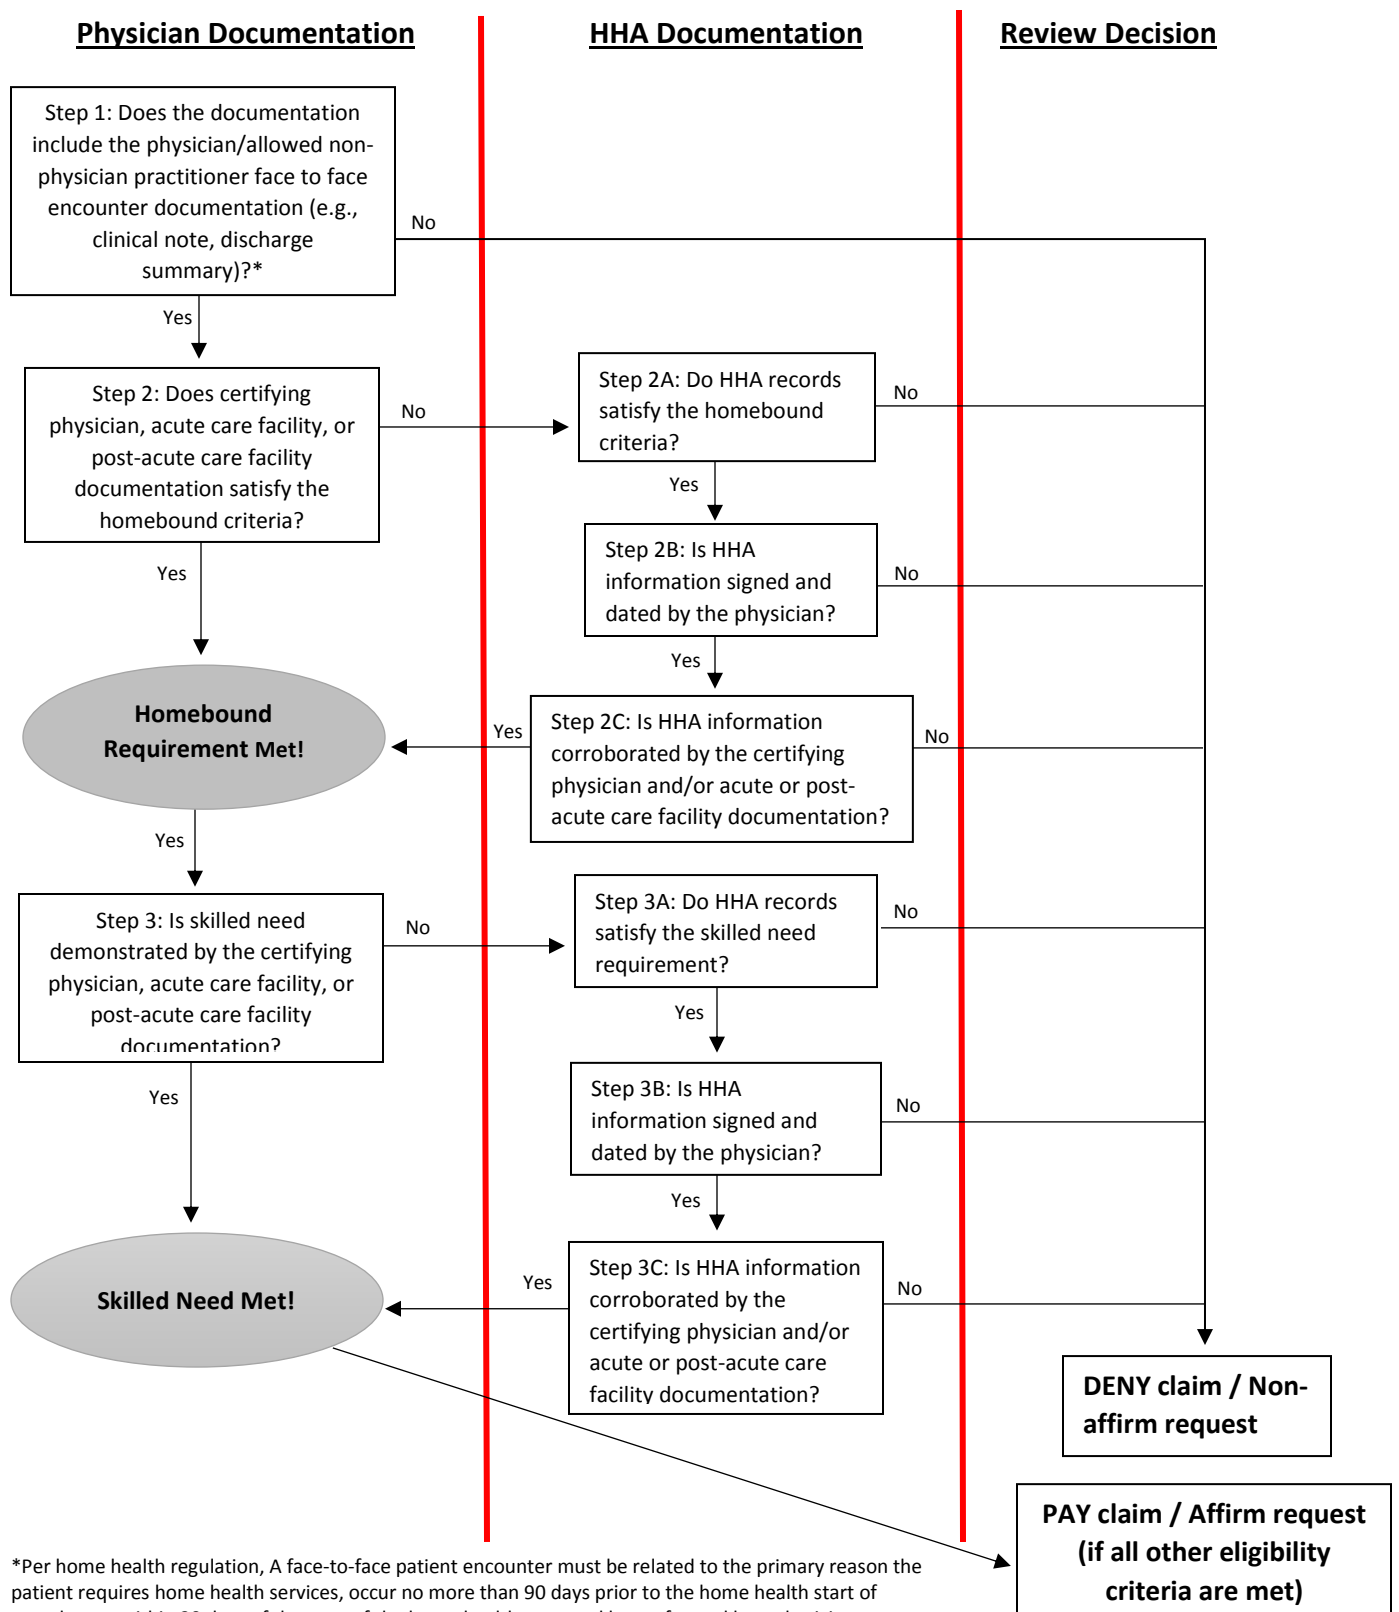 Physician Documentation
HHA Documentation
Review Decision
Step 1: Does the documentation
include the physician/allowed non-
physician practitioner face to face
encounter documentation (e.g.,
clinical note, discharge
summary)?*
No
Yes
Step 2: Does certifying
physician, acute care facility, or
post-acute care facility
documentation satisfy the
homebound criteria?
No
Step 2A: Do HHA records
satisfy the homebound
criteria?
No
Yes
Step 2B: Is HHA
information signed and
dated by the physician?
No
Yes
Yes
Homebound
Requirement Met!
Yes
Step 2C: Is HHA information
corroborated by the certifying
physician and/or acute or post-
acute care facility documentation?
No
Yes
Step 3: Is skilled need
demonstrated by the certifying
physician, acute care facility, or
post-acute care facility
documentation?
No
Step 3A: Do HHA records
satisfy the skilled need
requirement?
No
Yes
Yes
Step 3B: Is HHA
information signed and
dated by the physician?
No
Yes
Skilled Need Met!
Yes
Step 3C: Is HHA information
corroborated by the
certifying physician and/or
acute or post-acute care
facility documentation?
No
DENY claim / Non-
affirm request
PAY claim / Affirm request
(if all other eligibility
criteria are met)
*Per home health regulation, A face-to-face patient encounter must be related to the primary reason the
patient requires home health services, occur no more than 90 days prior to the home health start of